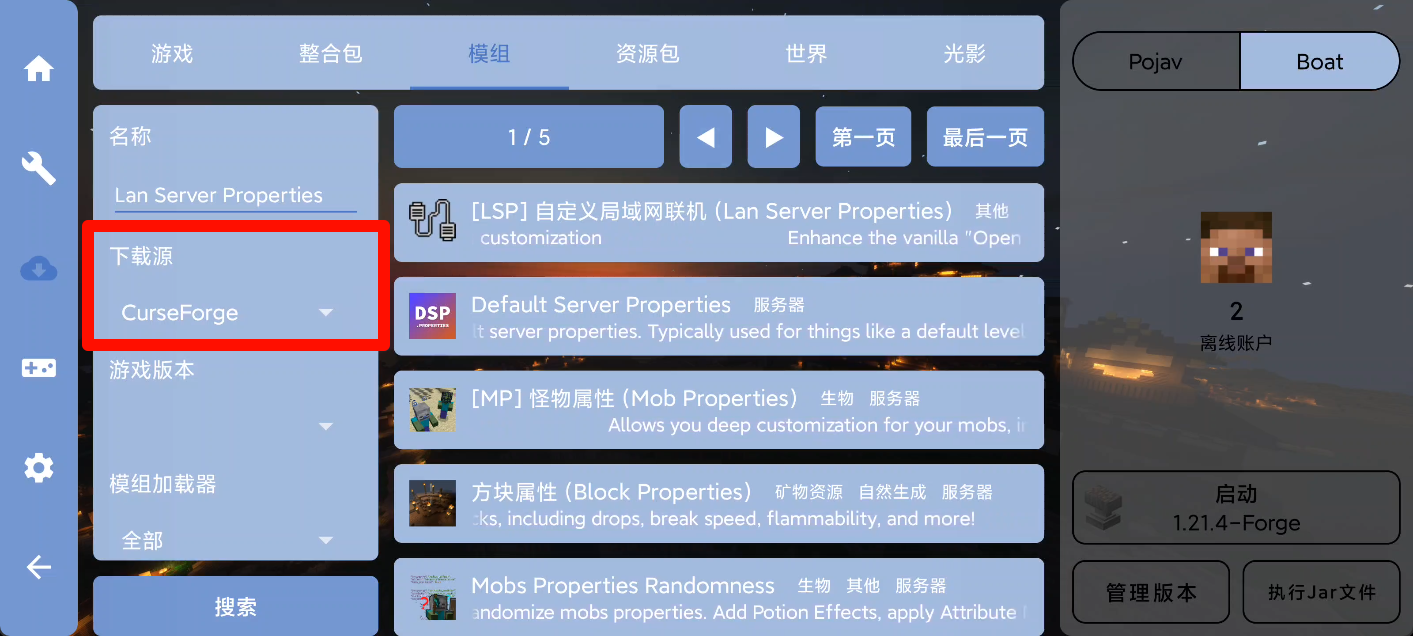 游戏 整合包 模组 资源包 世界 光影
Pojav Boat
名称
Lan Server Properties
下载源
CurseForge
游戏版本
模组加载器
全部
搜索
1 / 5 第一页 最后一页
[LSP] 自定义局域网联机 (Lan Server Properties) 其他
customization Enhance the vanilla "Open
DSP
.PROPERTIES
Default Server Properties 服务器
lt server properties. Typically used for things like a default level
[MP] 怪物属性 (Mob Properties) 生物 服务器
Allows you deep customization for your mobs, i
方块属性 (Block Properties) 矿物资源 自然生成 服务器
cks, including drops, break speed, flammability, and more!
Mobs Properties Randomness 生物 其他 服务器
andomize mobs properties. Add Potion Effects, apply Attribute
2
离线账户
启动
1.21.4-Forge
管理版本 执行Jar文件